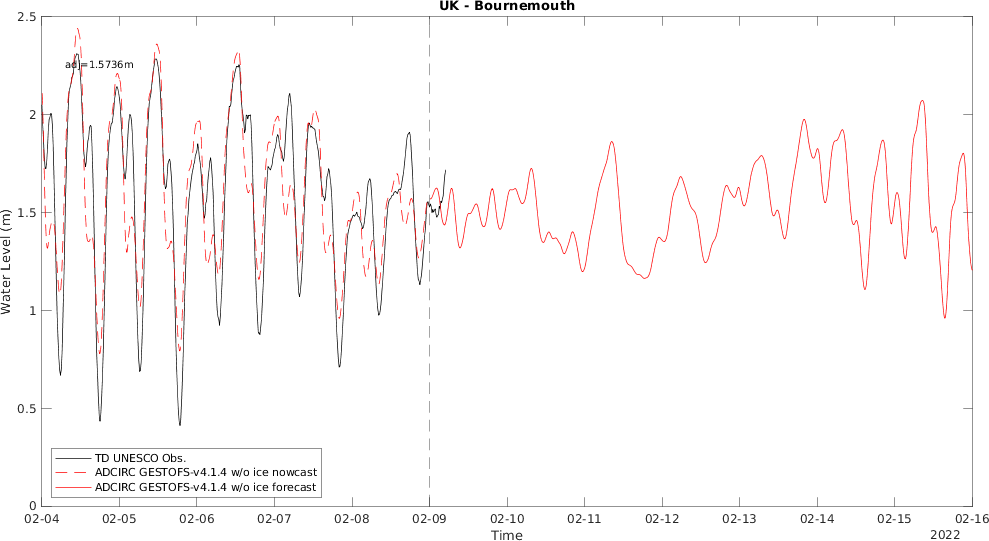 UK - Bournemouth
2.5
2
1.5
1
0.5
0
Water Level (m)
adj=1.5736m
TD UNESCO Obs.
ADCIRC GESTOFS-v4.1.4 w/o ice nowcast
ADCIRC GESTOFS-v4.1.4 w/o ice forecast
02-04 02-05 02-06 02-07 02-08 02-09 02-10 02-11 02-12 02-13 02-14 02-15 02-16
Time
2022